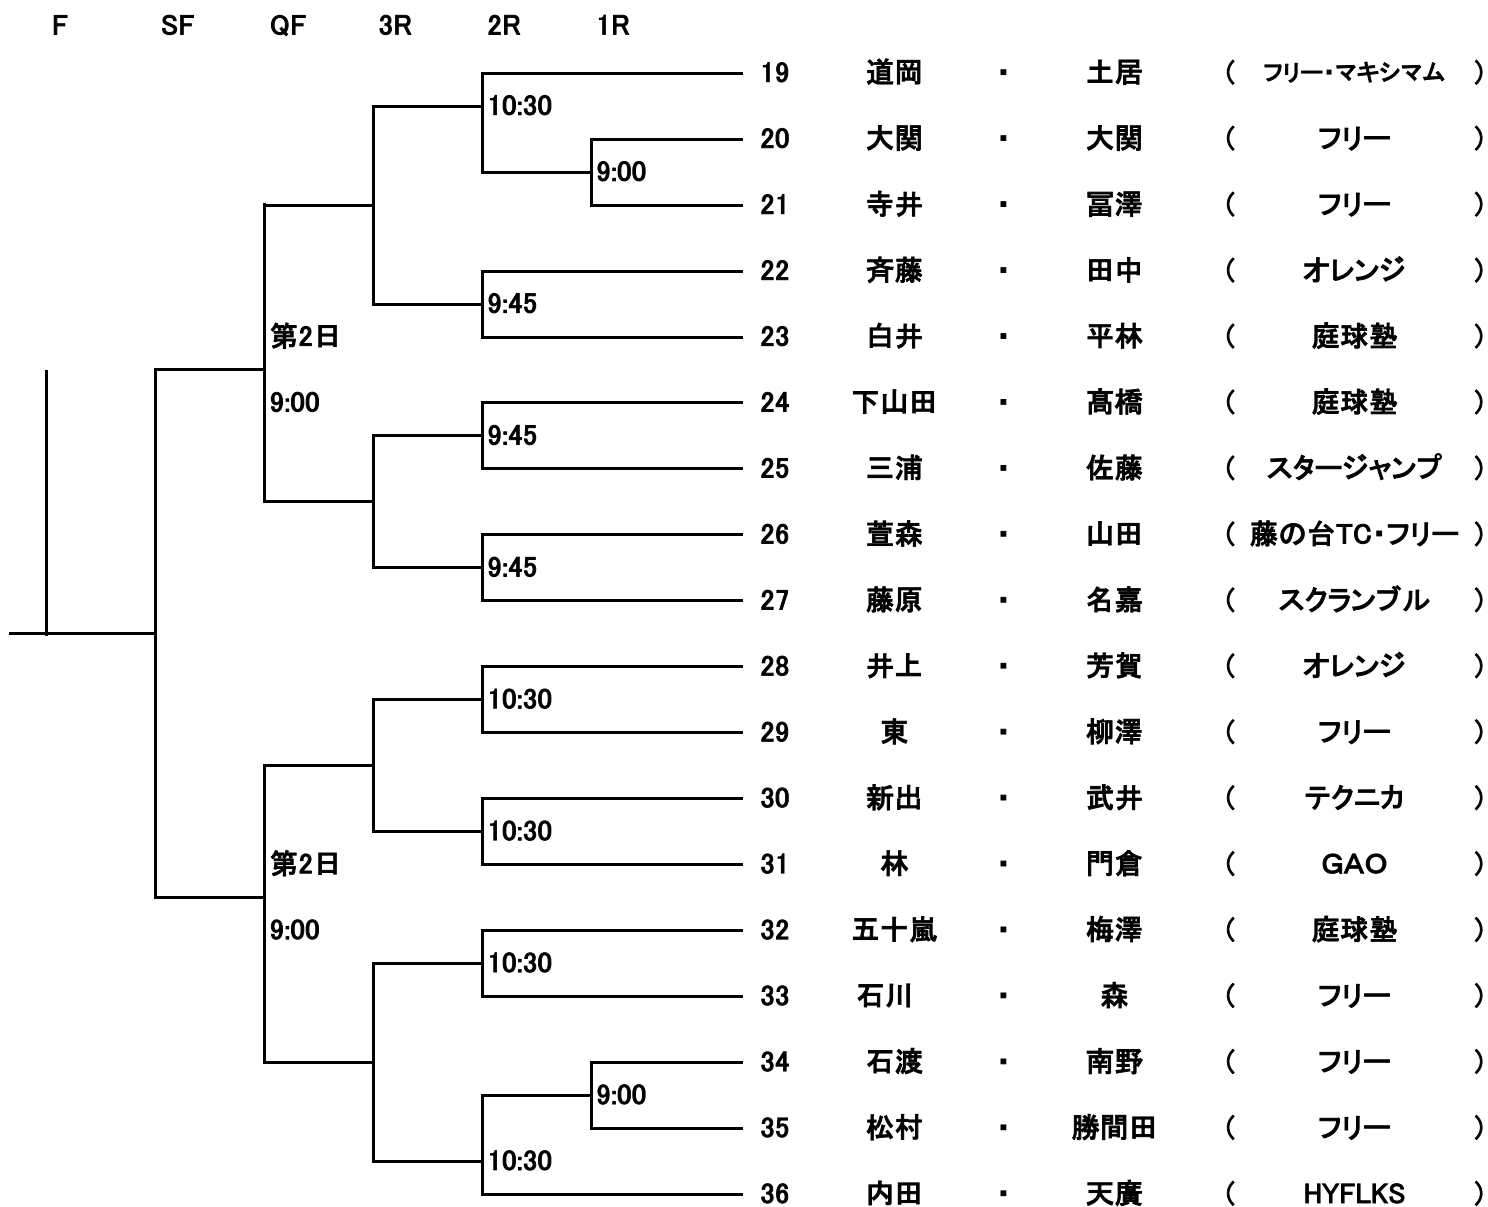 F SF QF 3R 2R 1R
19 道岡 ・ 土居 ( フリー・マキシマム )
10:30
20 大関 ・ 大関 ( フリー )
9:00
21 寺井 ・ 冨澤 ( フリー )
22 斉藤 ・ 田中 ( オレンジ )
9:45
第2日 23 白井 ・ 平林 ( 庭球塾 )
9:00 24 下山田 ・ 髙橋 ( 庭球塾 )
9:45
25 三浦 ・ 佐藤 ( スタージャンプ )
26 萱森 ・ 山田 ( 藤の台TC・フリー )
9:45
27 藤原 ・ 名嘉 ( スクランブル )
28 井上 ・ 芳賀 ( オレンジ )
10:30
29 東 ・ 柳澤 ( フリー )
30 新出 ・ 武井 ( テクニカ )
10:30
第2日 31 林 ・ 門倉 ( GAO )
9:00 32 五十嵐 ・ 梅澤 ( 庭球塾 )
10:30
33 石川 ・ 森 ( フリー )
34 石渡 ・ 南野 ( フリー )
9:00
35 松村 ・ 勝間田 ( フリー )
10:30
36 内田 ・ 天廣 ( HYFLKS )